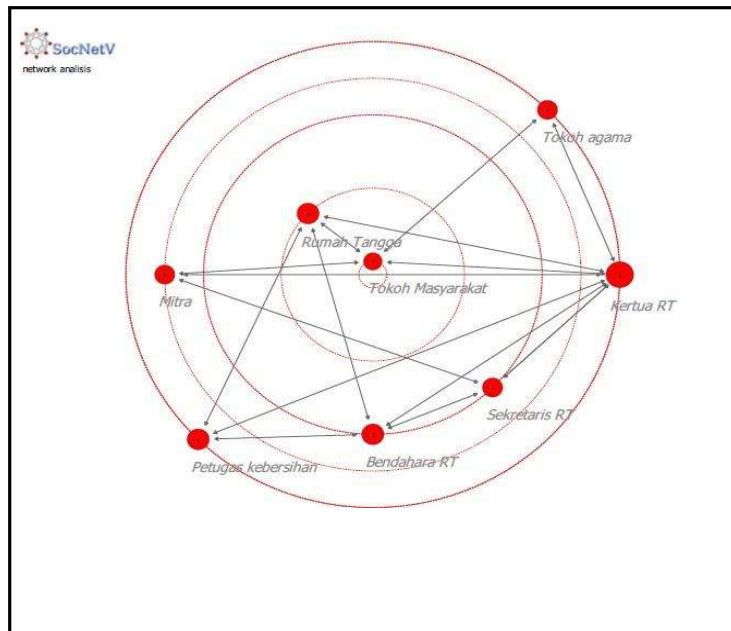 SocNetV
network analisis
Tokoh agama
Rumah Tangga
Tokoh Masyarakat
Mitra
Kertua RT
Sekretaris RT
Bendahara RT
Petugas kebersihan